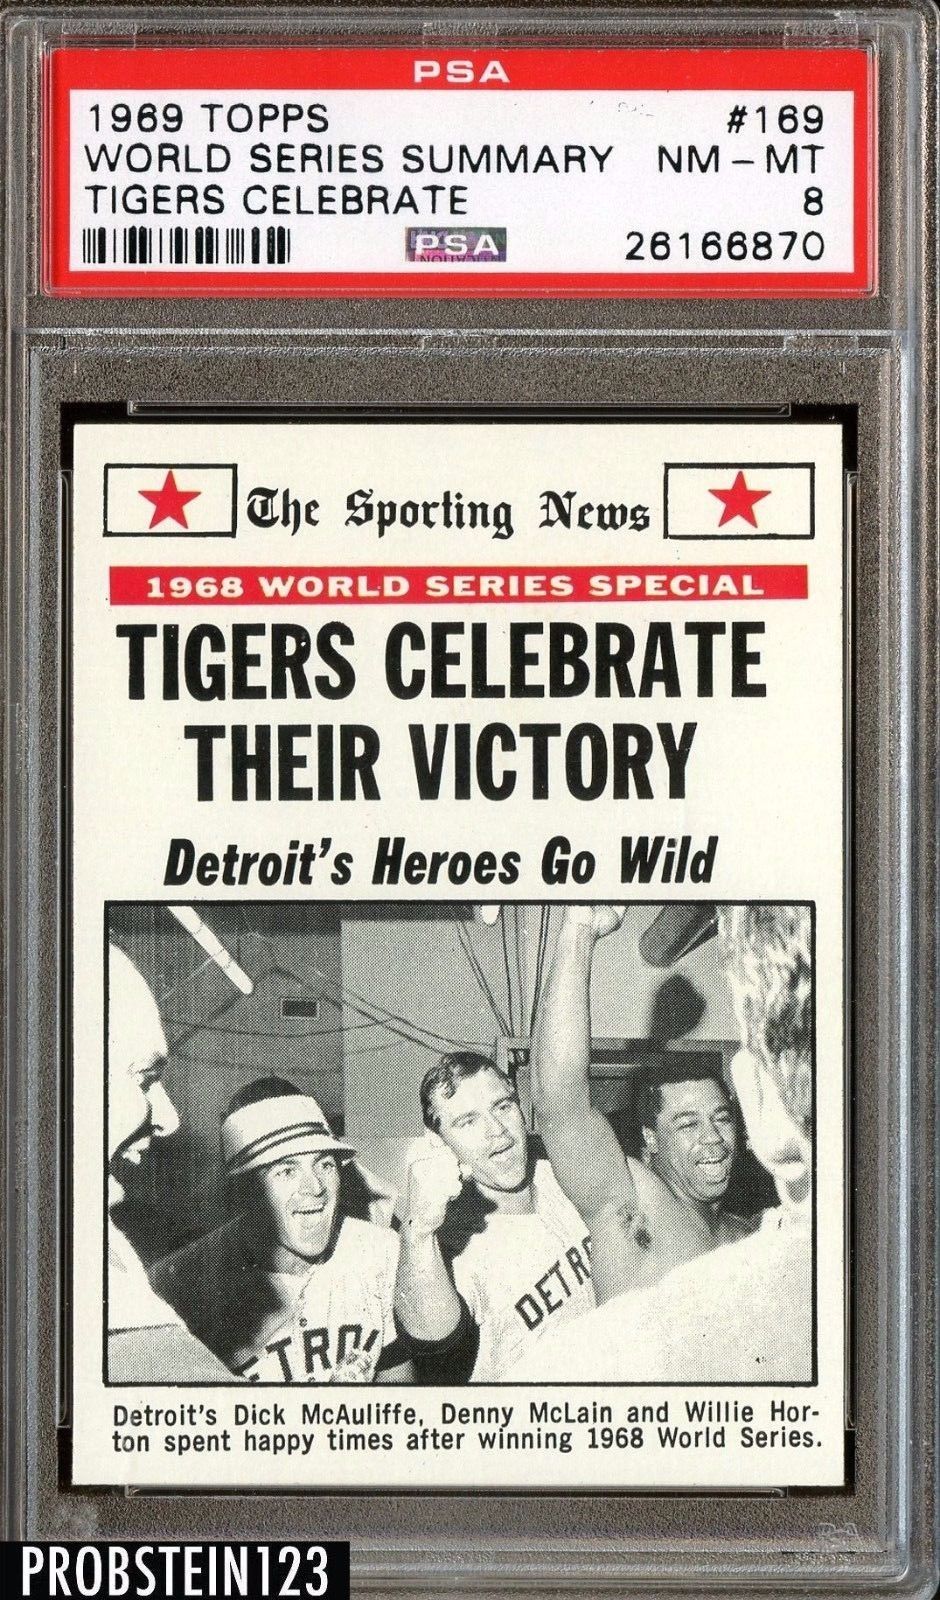 PSA
1969 TOPPS #169
WORLD SERIES SUMMARY NM - MT
TIGERS CELEBRATE 8
PSA 26166870
The Sporting News
1968 WORLD SERIES SPECIAL
TIGERS CELEBRATE
THEIR VICTORY
Detroit's Heroes Go Wild
DETR
ETROI
Detroit's Dick McAuliffe, Denny McLain and Willie Hor-
ton spent happy times after winning 1968 World Series.
PROBSTEIN123